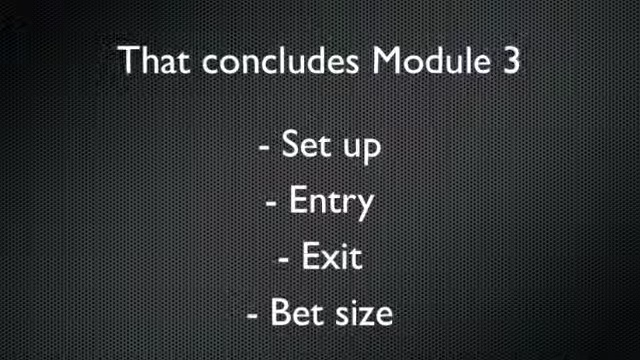 That concludes Module 3
- Set up
- Entry
- Exit
- Bet size